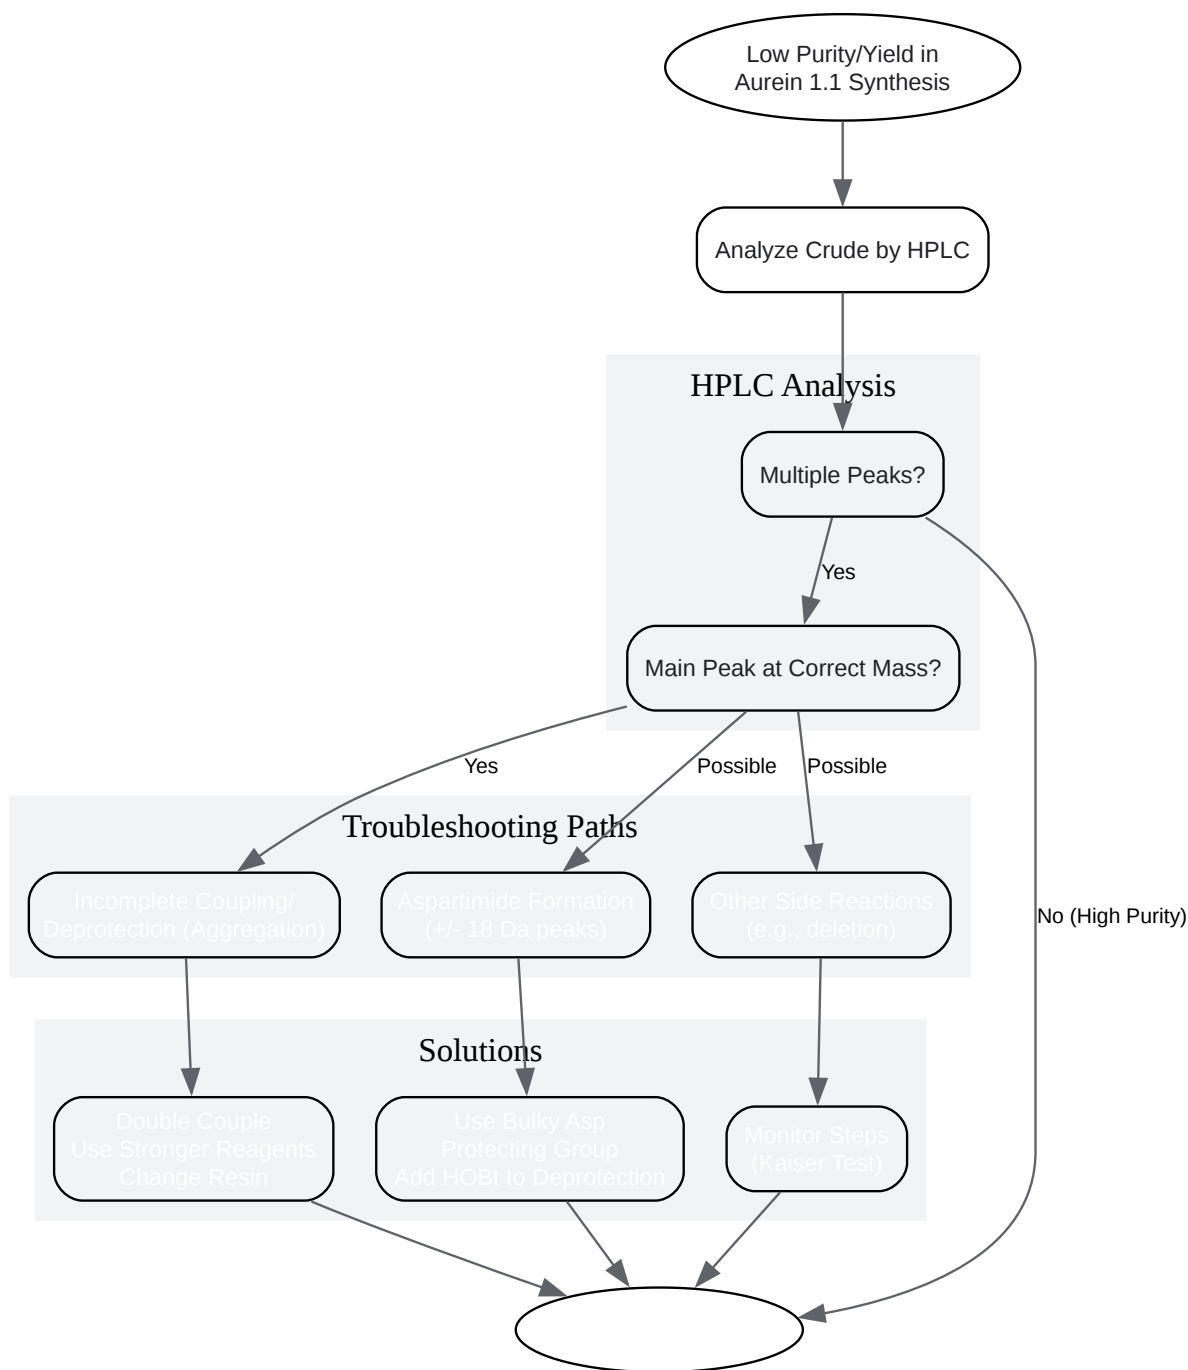 Low Purity/Yield in
Aurein 1.1 Synthesis
Analyze Crude by HPLC
HPLC Analysis
Multiple Peaks?
Yes
Main Peak at Correct Mass?
Yes
Possible
Possible
Troubleshooting Paths
Incomplete Coupling/
Deprotection (Aggregation)
Aspartimide Formation
(+/- 18 Da peaks)
Other Side Reactions
(e.g., deletion)
No (High Purity)
Solutions
Double Couple
Use Stronger Reagents
Change Resin
Use Bulky Asp
Protecting Group
Add HOBt to Deprotection
Monitor Steps
(Kaiser Test)